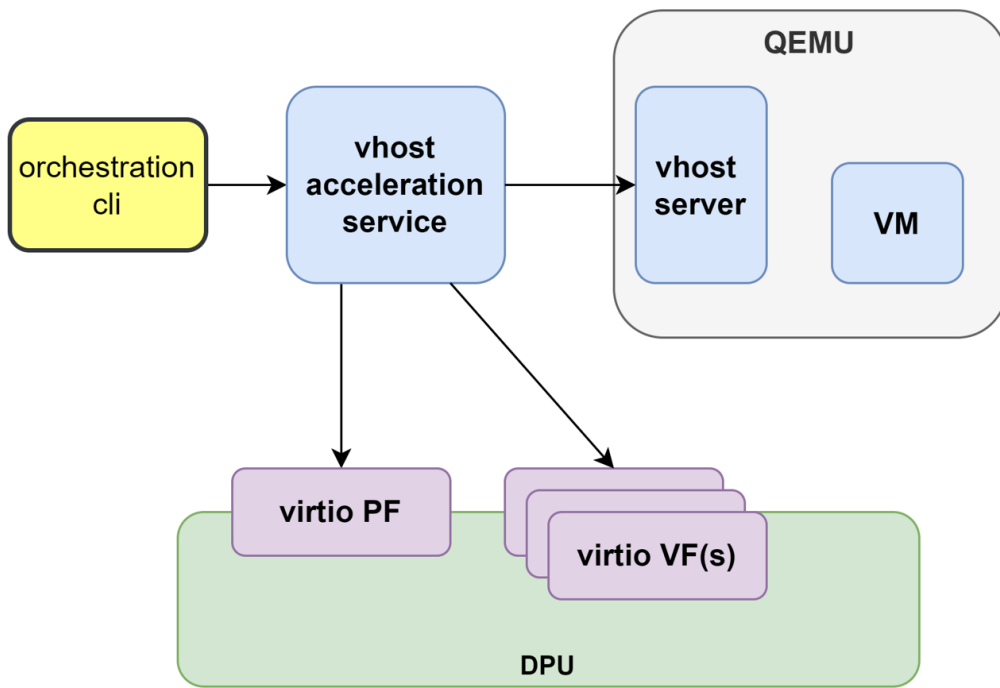 QEMU
orchestration
cli
vhost
acceleration
service
vhost
server
VM
virtio PF
virtio VF(s)
DPU